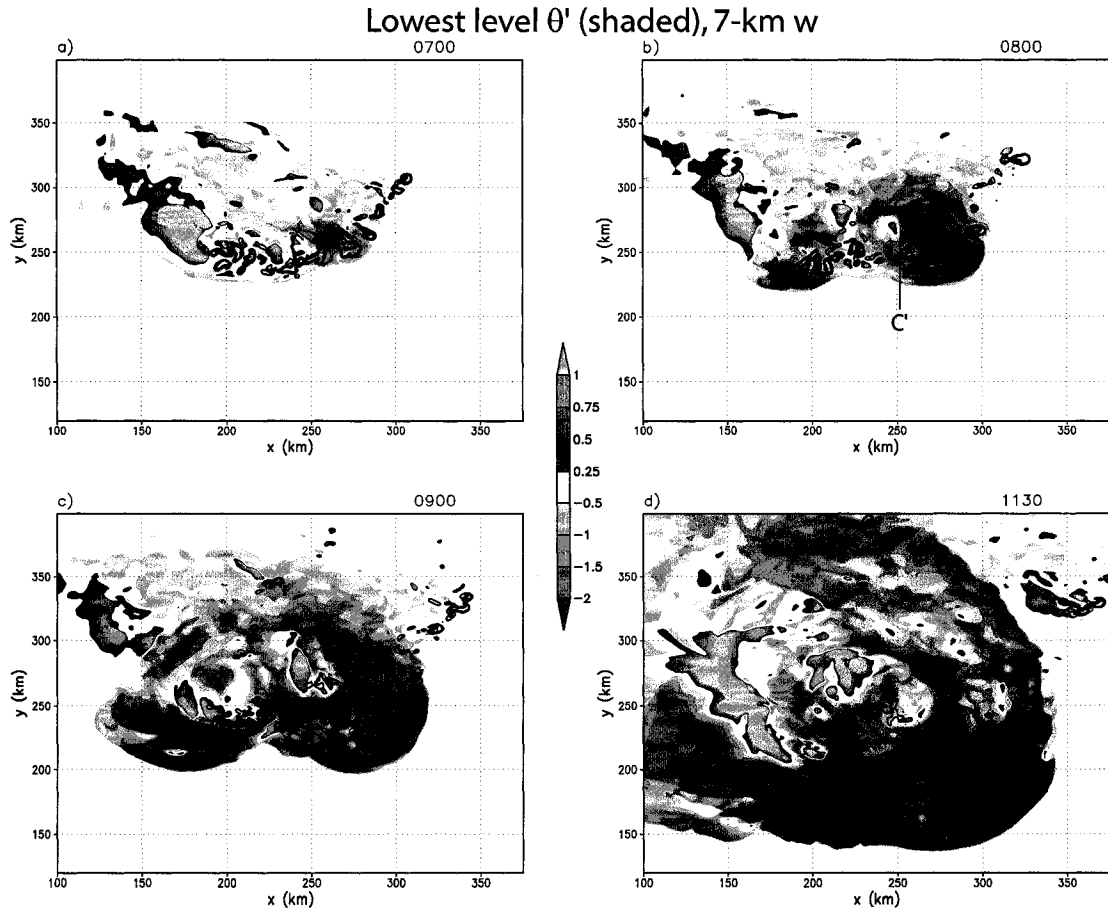 Lowest level θ' (shaded), 7-km w
a) 0700
350
300
250
200
150
100 150 200 250 300 350
y (km)
x (km)
b) 0800
350
300
250
200
150
100 150 200 250 300 350
y (km)
x (km)
C'
1
0.75
0.5
0.25
−0.5
−1
−1.5
−2
c) 0900
350
300
250
200
150
100 150 200 250 300 350
y (km)
x (km)
d) 1130
350
300
250
200
150
100 150 200 250 300 350
y (km)
x (km)